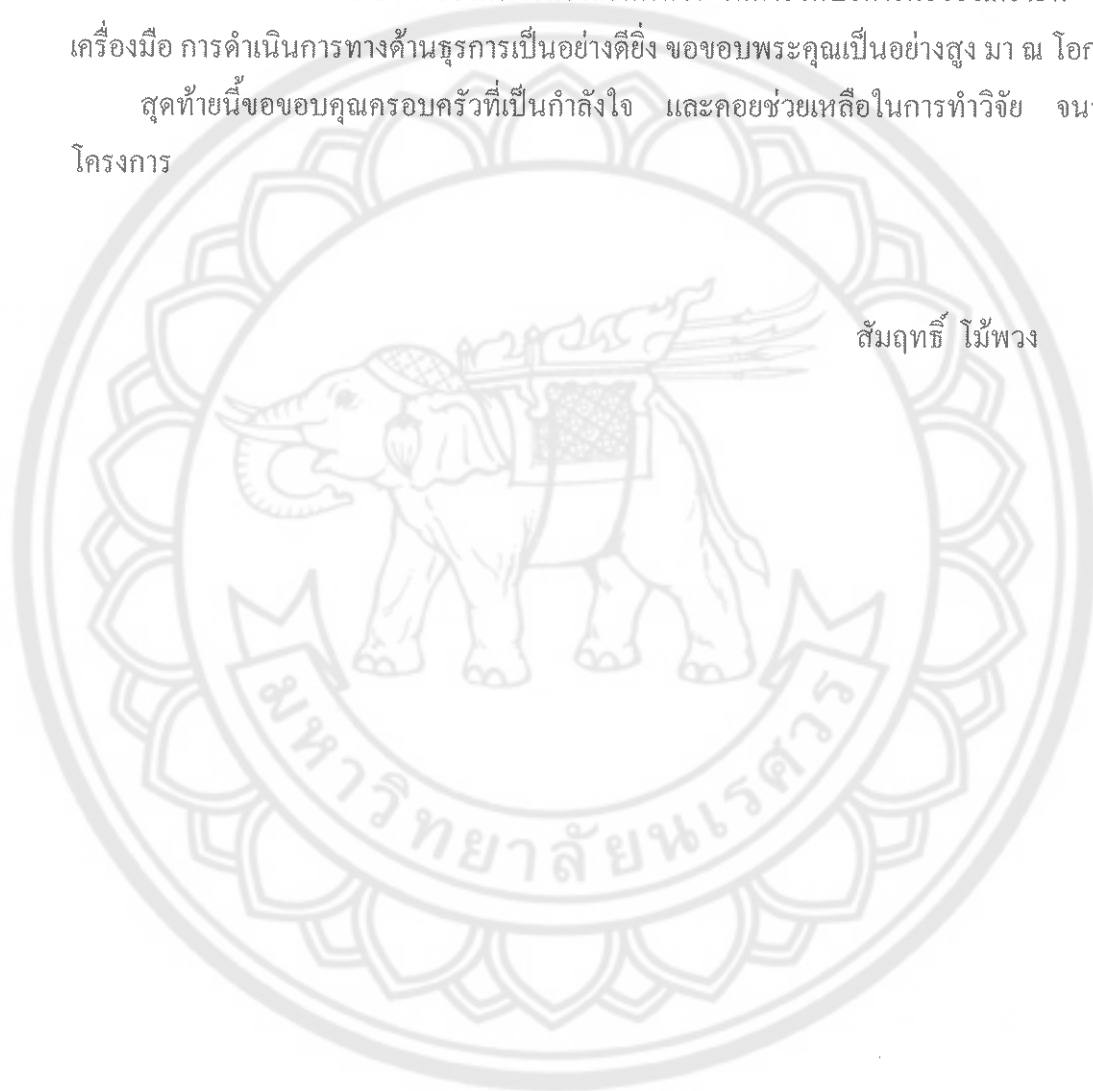 เครื่องมือ การดำเนินการทางด้านธุรการเป็นอย่างดียิ่ง ขอขอบพระคุณเป็นอย่างสูง มา ณ
สุดท้ายนี้ขอขอบคุณครอบครัวที่เป็นกำลังใจ และคอยช่วยเหลือในการทำวิจัย
โครงการ
สัมฤทธิ์ โม้พวง
มหาวิทยาลัยนเรศวร